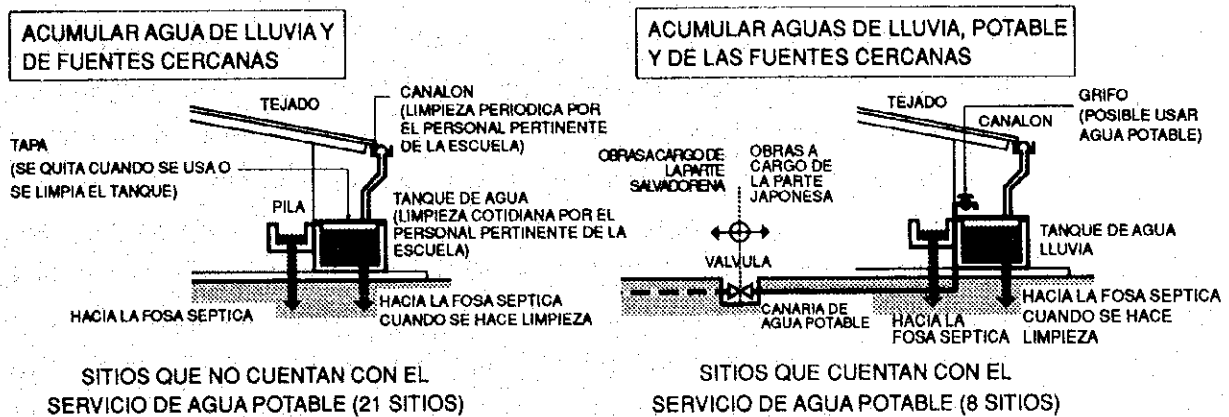 ACUMULAR AGUA DE LLUVIA Y
DE FUENTES CERCANAS
TEJADO
CANALON
(LIMPIEZA PERIODICA POR
EL PERSONAL PERTINENTE
DE LA ESCUELA)
TAPA
(SE QUITA CUANDO SE USA O
SE LIMPIA EL TANQUE)
PILA
TANQUE DE AGUA
(LIMPIEZA COTIDIANA POR EL
PERSONAL PERTINENTE DE LA
ESCUELA)
HACIA LA FOSA SEPTICA
HACIA LA FOSA SEPTICA
CUANDO SE HACE LIMPIEZA
SITIOS QUE NO CUENTAN CON EL
SERVICIO DE AGUA POTABLE (21 SITIOS)
ACUMULAR AGUAS DE LLUVIA, POTABLE
Y DE LAS FUENTES CERCANAS
TEJADO
CANALON
GRIFO
(POSIBLE USAR
AGUA POTABLE)
OBRAS A CARGO DE
LA PARTE
SALVADORENA
OBRAS A
CARGO DE
LA PARTE
JAPONESA
VALVULA
TANQUE DE AGUA
LLUVIA
CANARIA DE
AGUA POTABLE
HACIA LA
FOSA SEPTICA
HACIA LA FOSA SEPTICA
CUANDO SE HACE
LIMPIEZA
SITIOS QUE CUENTAN CON EL
SERVICIO DE AGUA POTABLE (8 SITIOS)